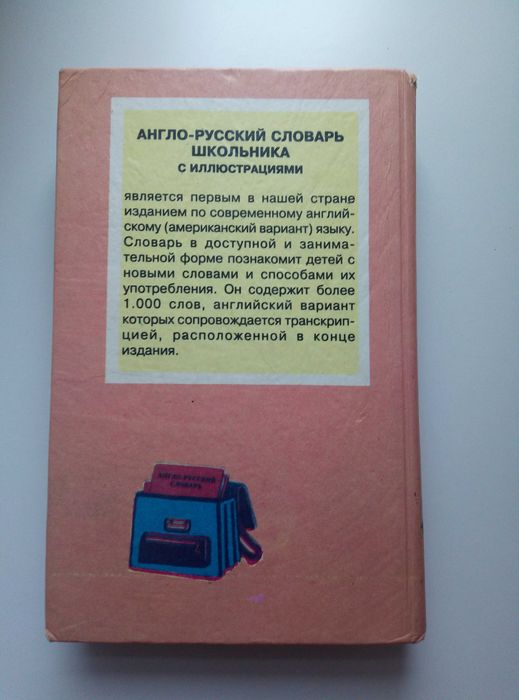 АНГЛО-РУССКИЙ СЛОВАРЬ
ШКОЛЬНИКА
С ИЛЛЮСТРАЦИЯМИ
является первым в нашей стране
изданием по современному англий-
скому (американский вариант) языку.
Словарь в доступной и занима-
тельной форме познакомит детей с
новыми словами и способами их
употребления. Он содержит более
1.000 слов, английский вариант
которых сопровождается транскрип-
цией, расположенной в конце
издания.
АНГЛО-РУССКИЙ
СЛОВАРЬ